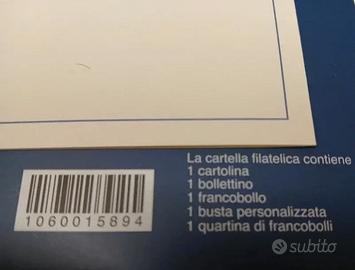 La cartella filatelica contiene
1 cartolina
1 bollettino
1 francobollo
1 busta personalizzata
1 quartina di francobolli
1060015894
subito